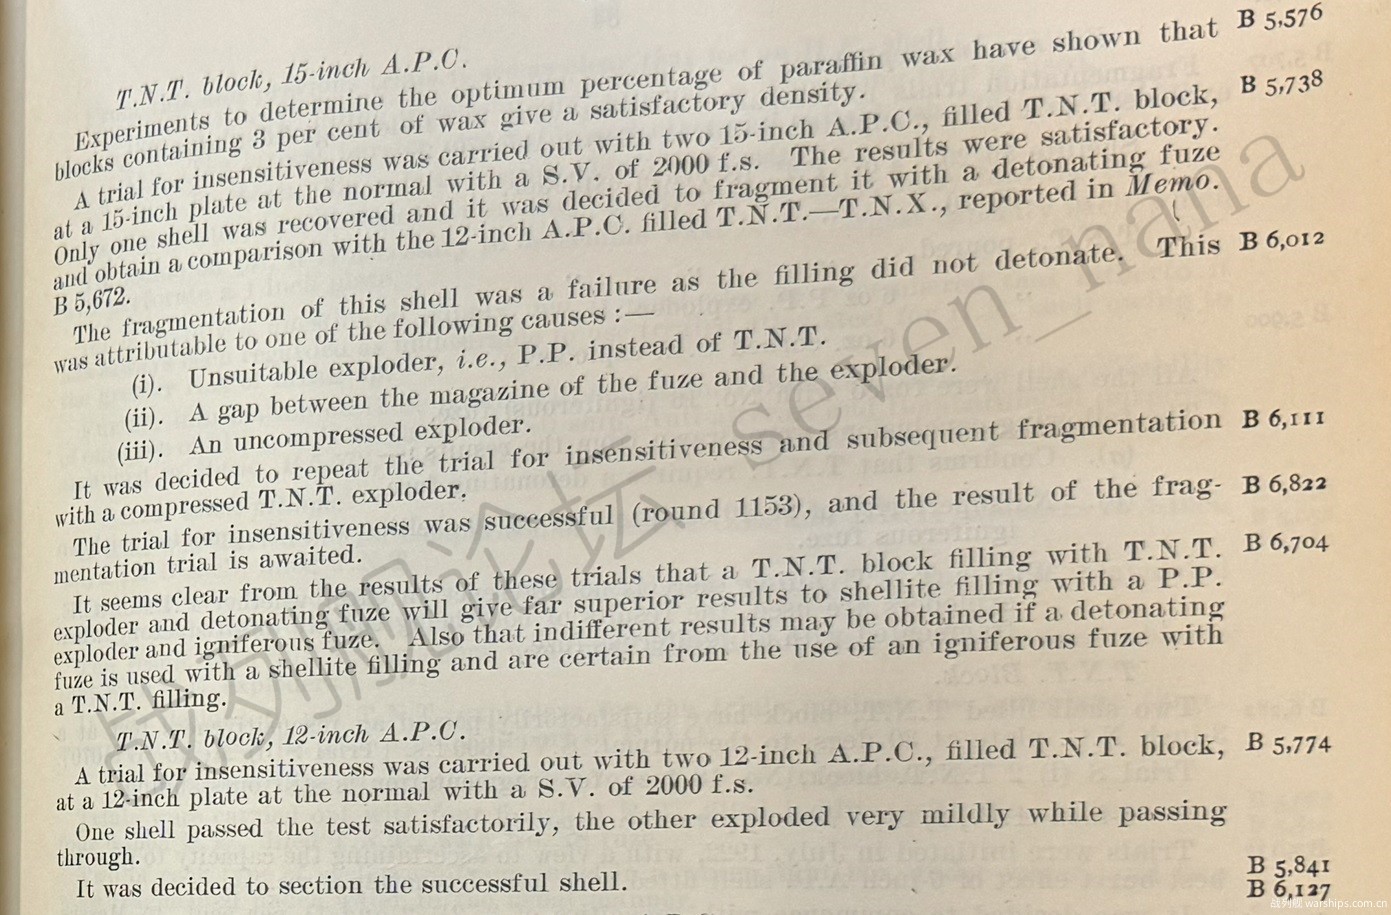 T.N.T. block, 15-inch A.P.C.
Experiments to determine the optimum percentage of paraffin wax have shown that B 5,576
blocks containing 3 per cent of wax give a satisfactory density.
A trial for insensitiveness was carried out with two 15-inch A.P.C., filled T.N.T. block, B 5,738
at a 15-inch plate at the normal with a S.V. of 2000 f.s. The results were satisfactory.
Only one shell was recovered and it was decided to fragment it with a detonating fuze
and obtain a comparison with the 12-inch A.P.C. filled T.N.T.—T.N.X., reported in Memo.
B 5,672.
The fragmentation of this shell was a failure as the filling did not detonate. This B 6,012
was attributable to one of the following causes :—
(i). Unsuitable exploder, i.e., P.P. instead of T.N.T.
(ii). A gap between the magazine of the fuze and the exploder.
(iii). An uncompressed exploder.
It was decided to repeat the trial for insensitiveness and subsequent fragmentation B 6,111
with a compressed T.N.T. exploder.
The trial for insensitiveness was successful (round 1153), and the result of the frag- B 6,822
mentation trial is awaited.
It seems clear from the results of these trials that a T.N.T. block filling with T.N.T. B 6,704
exploder and detonating fuze will give far superior results to shellite filling with a P.P.
exploder and igniferous fuze. Also that indifferent results may be obtained if a detonating
fuze is used with a shellite filling and are certain from the use of an igniferous fuze with
a T.N.T. filling.
T.N.T. block, 12-inch A.P.C.
A trial for insensitiveness was carried out with two 12-inch A.P.C., filled T.N.T. block, B 5,774
at a 12-inch plate at the normal with a S.V. of 2000 f.s.
One shell passed the test satisfactorily, the other exploded very mildly while passing
through.
It was decided to section the successful shell. B 5,841
B 6,127
战列舰论坛 seven_nana
战列舰 warships.com.cn